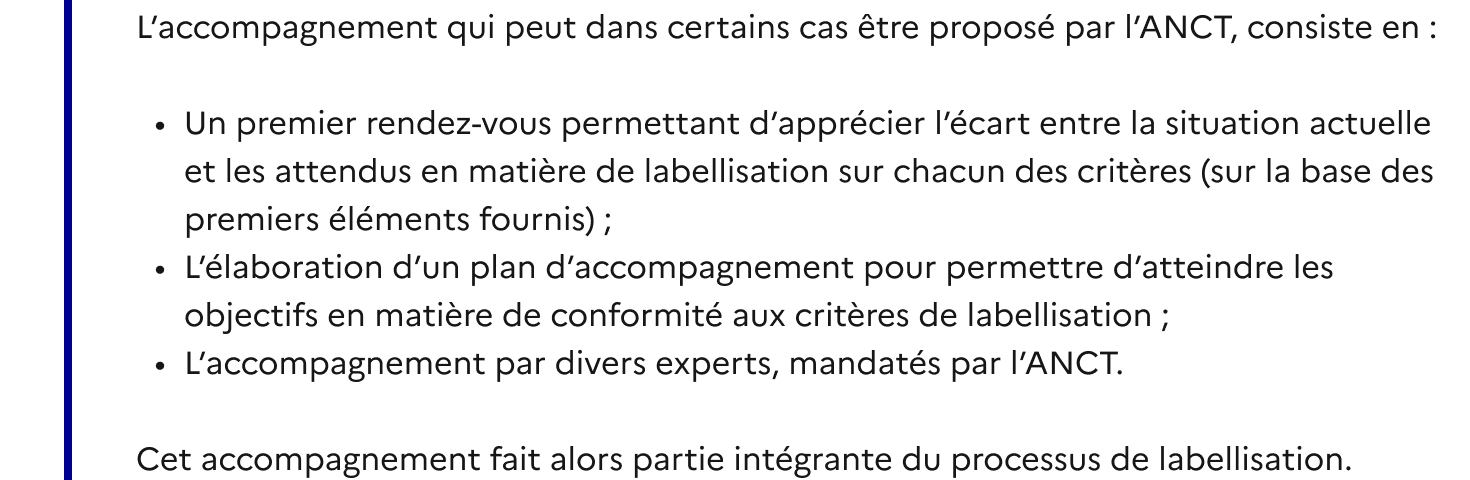 L’accompagnement qui peut dans certains cas être proposé par l’ANCT, consiste en :
• Un premier rendez-vous permettant d’apprécier l’écart entre la situation actuelle
et les attendus en matière de labellisation sur chacun des critères (sur la base des
premiers éléments fournis) ;
• L’élaboration d’un plan d’accompagnement pour permettre d’atteindre les
objectifs en matière de conformité aux critères de labellisation ;
• L’accompagnement par divers experts, mandatés par l’ANCT.
Cet accompagnement fait alors partie intégrante du processus de labellisation.